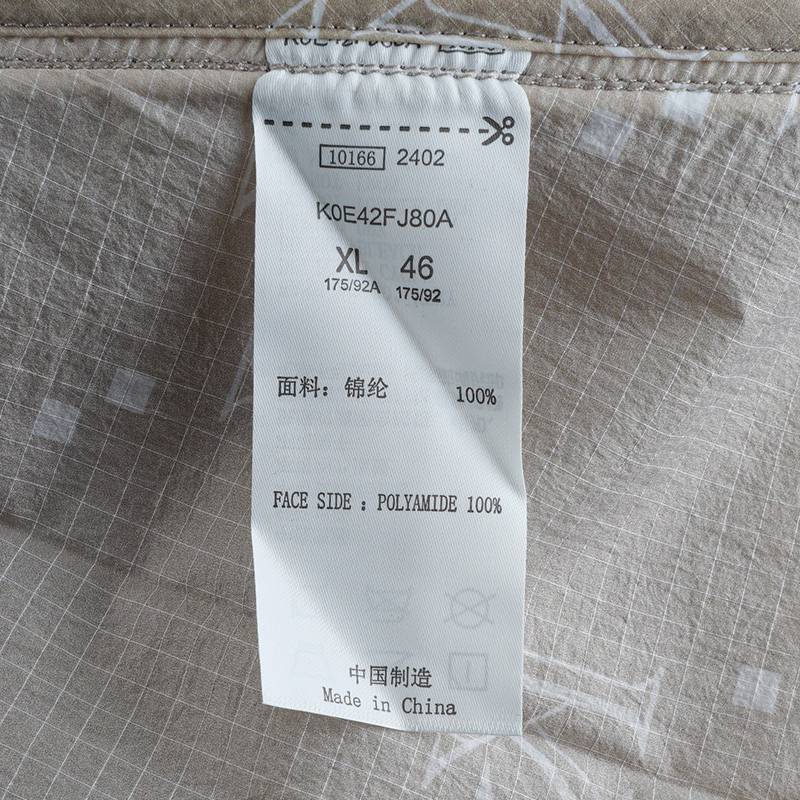 10166 2402
K0E42FJ80A
XL 46
175/92A 175/92
面料：锦纶 100%
FACE SIDE : POLYAMIDE 100%
中国制造
Made in China